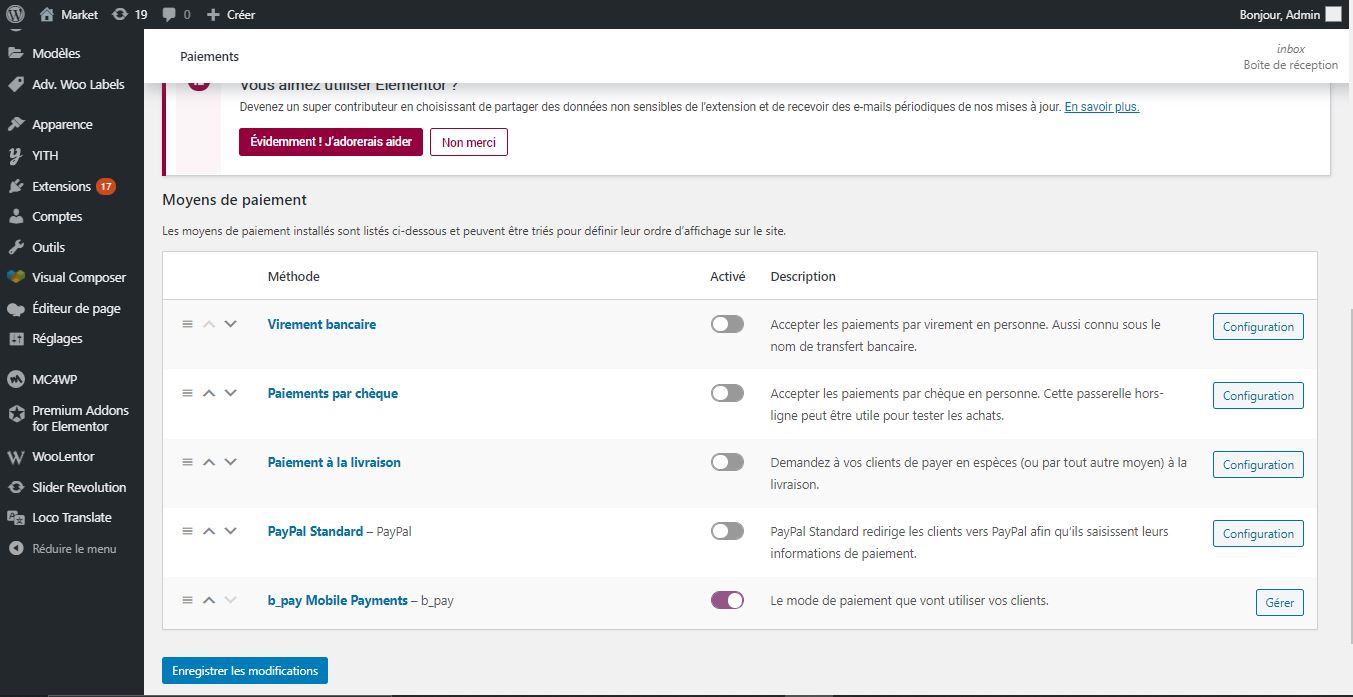 Market 19 0 Créer Bonjour, Admin
Modèles
Adv. Woo Labels
Apparence
YITH
Extensions 17
Comptes
Outils
Visual Composer
Éditeur de page
Réglages
MC4WP
Premium Addons
for Elementor
WooLentor
Slider Revolution
Loco Translate
Réduire le menu
Paiements
inbox
Boîte de réception
Vous aimez utiliser Elementor ?
Devenez un super contributeur en choisissant de partager des données non sensibles de l'extension et de recevoir des e-mails périodiques de nos mises à jour. En savoir plus.
Évidemment ! J'adorerais aider Non merci
Moyens de paiement
Les moyens de paiement installés sont listés ci-dessous et peuvent être triés pour définir leur ordre d'affichage sur le site.
Méthode Activé Description
Virement bancaire Accepter les paiements par virement en personne. Aussi connu sous le
nom de transfert bancaire.
Configuration
Paiements par chèque Accepter les paiements par chèque en personne. Cette passerelle hors-
ligne peut être utile pour tester les achats.
Configuration
Paiement à la livraison Demandez à vos clients de payer en espèces (ou par tout autre moyen) à la
livraison.
Configuration
PayPal Standard – PayPal PayPal Standard redirige les clients vers PayPal afin qu'ils saisissent leurs
informations de paiement.
Configuration
b_pay Mobile Payments – b_pay Le mode de paiement que vont utiliser vos clients.
Gérer
Enregistrer les modifications